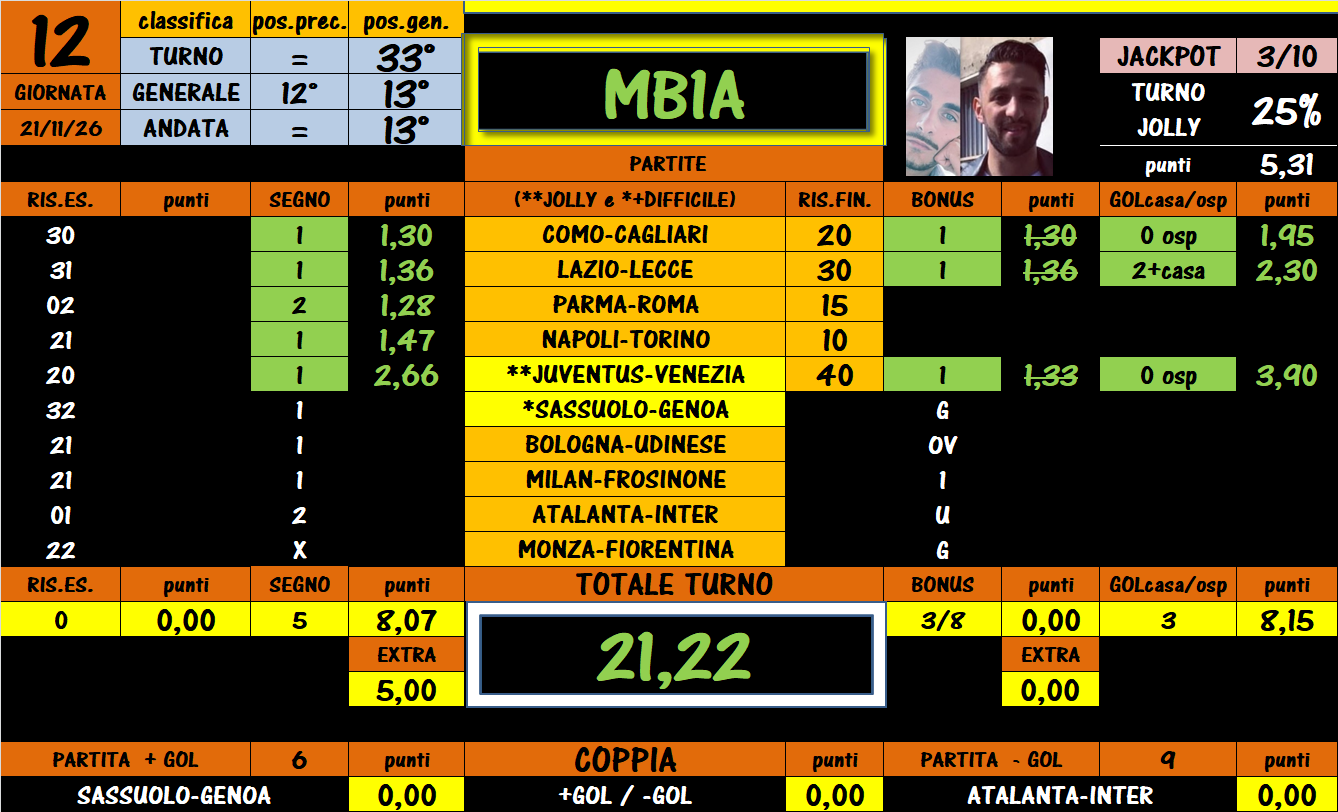 12 classifica pos.prec. pos.gen.
TURNO = 33° JACKPOT 3/10
MB1A
GIORNATA GENERALE 12° 13° TURNO JOLLY 25%
21/11/26 ANDATA = 13°
PARTITE punti 5,31
RIS.ES. punti SEGNO punti (**JOLLY e *+DIFFICILE) RIS.FIN. BONUS punti GOLcasa/osp punti
30 1 1,30 COMO-CAGLIARI 20 1 1,30 0 osp 1,95
31 1 1,36 LAZIO-LECCE 30 1 1,36 2+casa 2,30
02 2 1,28 PARMA-ROMA 15
21 1 1,47 NAPOLI-TORINO 10
20 1 2,66 **JUVENTUS-VENEZIA 40 1 1,33 0 osp 3,90
32 1 *SASSUOLO-GENOA G
21 1 BOLOGNA-UDINESE OV
21 1 MILAN-FROSINONE 1
01 2 ATALANTA-INTER U
22 X MONZA-FIORENTINA G
RIS.ES. punti SEGNO punti TOTALE TURNO BONUS punti GOLcasa/osp punti
0 0,00 5 8,07 3/8 0,00 3 8,15
21,22
EXTRA EXTRA
5,00 0,00
PARTITA + GOL 6 punti COPPIA punti PARTITA - GOL 9 punti
SASSUOLO-GENOA 0,00 +GOL / -GOL 0,00 ATALANTA-INTER 0,00